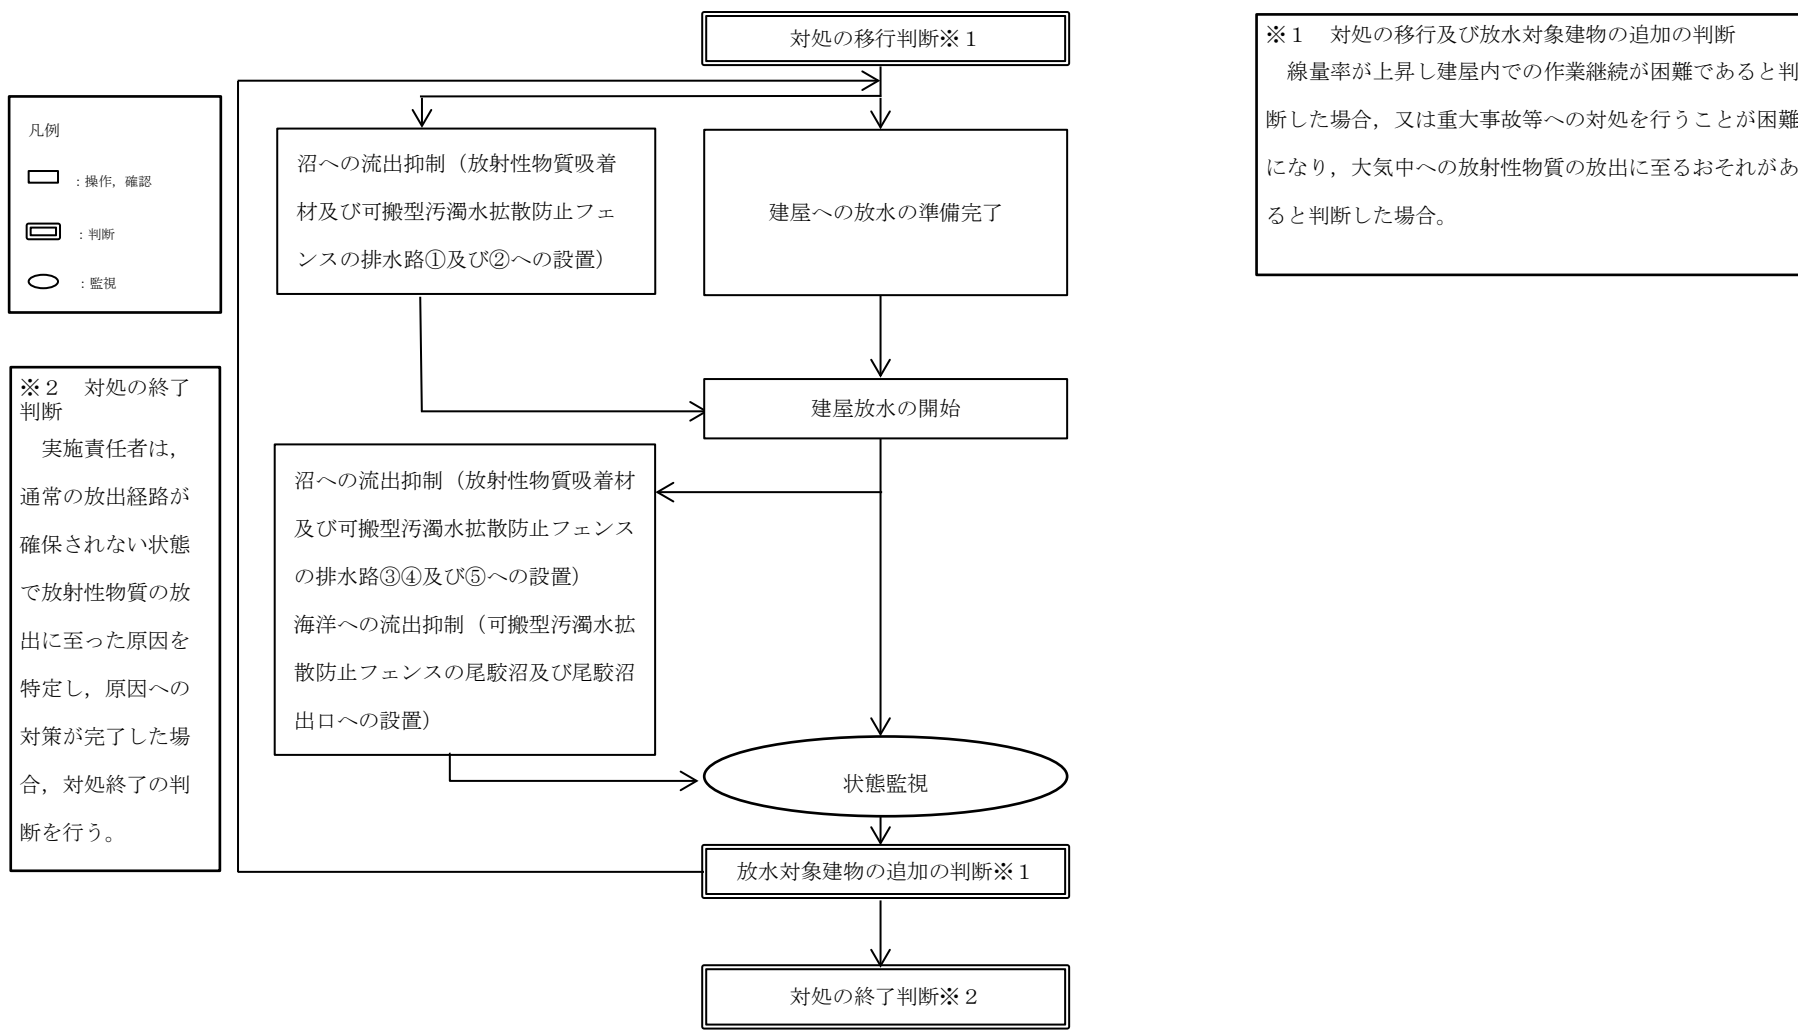 対処の移行判断※１
※１　対処の移行及び放水対象建物の追加の判断
線量率が上昇し建屋内での作業継続が困難であると判
断した場合，又は重大事故等への対処を行うことが困難
になり，大気中への放射性物質の放出に至るおそれがあ
ると判断した場合。
凡例
：操作，確認
：判断
：監視
沼への流出抑制（放射性物質吸着
材及び可搬型汚濁水拡散防止フェ
ンスの排水路①及び②への設置）
建屋への放水の準備完了
建屋放水の開始
※２　対処の終了
判断
実施責任者は，
通常の放出経路が
確保されない状態
で放射性物質の放
出に至った原因を
特定し，原因への
対策が完了した場
合，対処終了の判
断を行う。
沼への流出抑制（放射性物質吸着材
及び可搬型汚濁水拡散防止フェンス
の排水路③④及び⑤への設置）
海洋への流出抑制（可搬型汚濁水拡
散防止フェンスの尾駮沼及び尾駮沼
出口への設置）
状態監視
放水対象建物の追加の判断※１
対処の終了判断※２